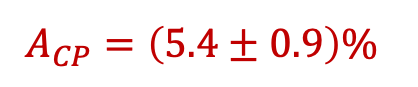 A_CP = (5.4 ± 0.9)%